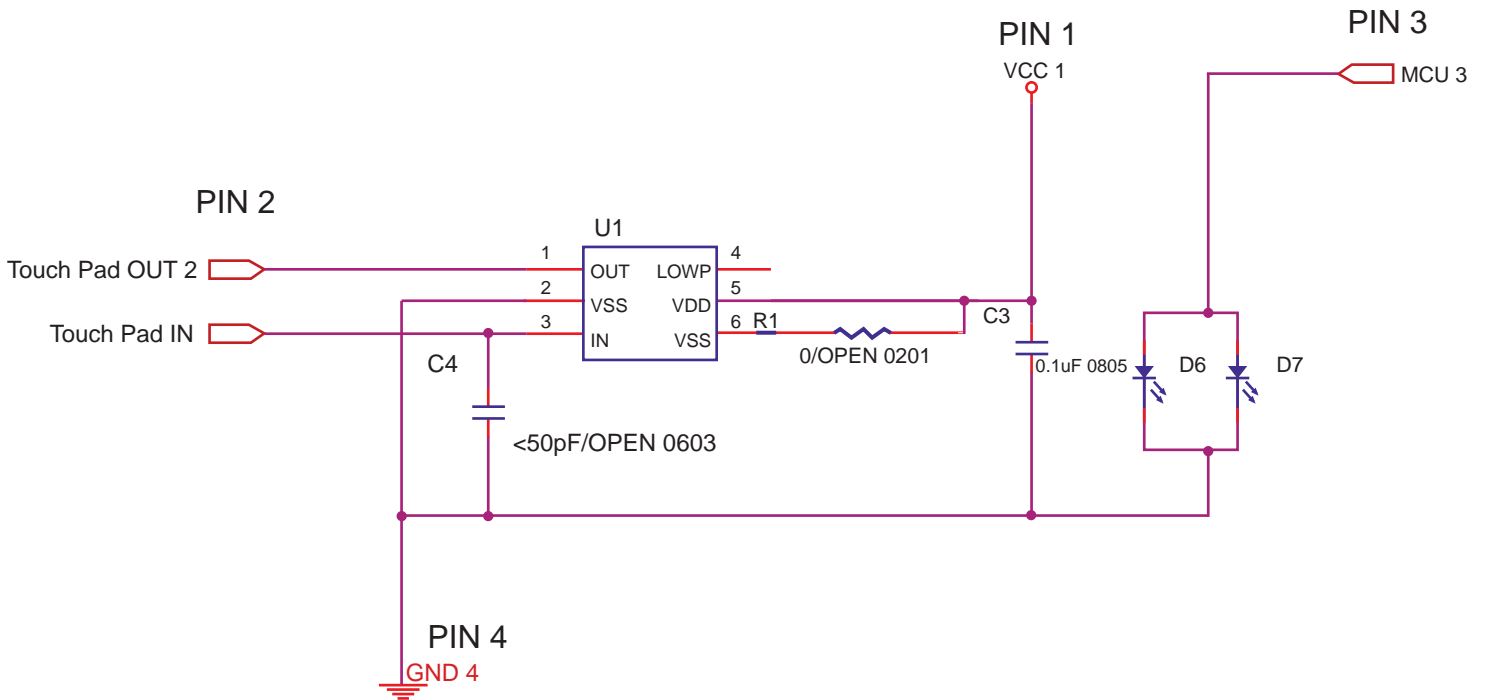 PIN 3
PIN 1
VCC 1
MCU 3
PIN 2
U1
Touch Pad OUT 2
1
OUT
LOWP
4
2
VSS
VDD
5
Touch Pad IN
3
IN
VSS
6
R1
0/OPEN 0201
C3
0.1uF 0805
D6
D7
C4
<50pF/OPEN 0603
PIN 4
GND 4